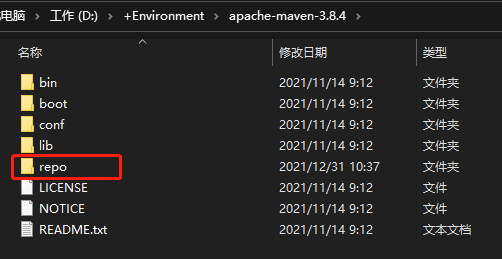 电脑 > 工作 (D:) > +Environment > apache-maven-3.8.4 >
名称 修改日期 类型
bin 2021/11/14 9:12 文件夹
boot 2021/11/14 9:12 文件夹
conf 2021/11/14 9:12 文件夹
lib 2021/11/14 9:12 文件夹
repo 2021/12/31 10:37 文件夹
LICENSE 2021/11/14 9:12 文件
NOTICE 2021/11/14 9:12 文件
README.txt 2021/11/14 9:12 文本文档